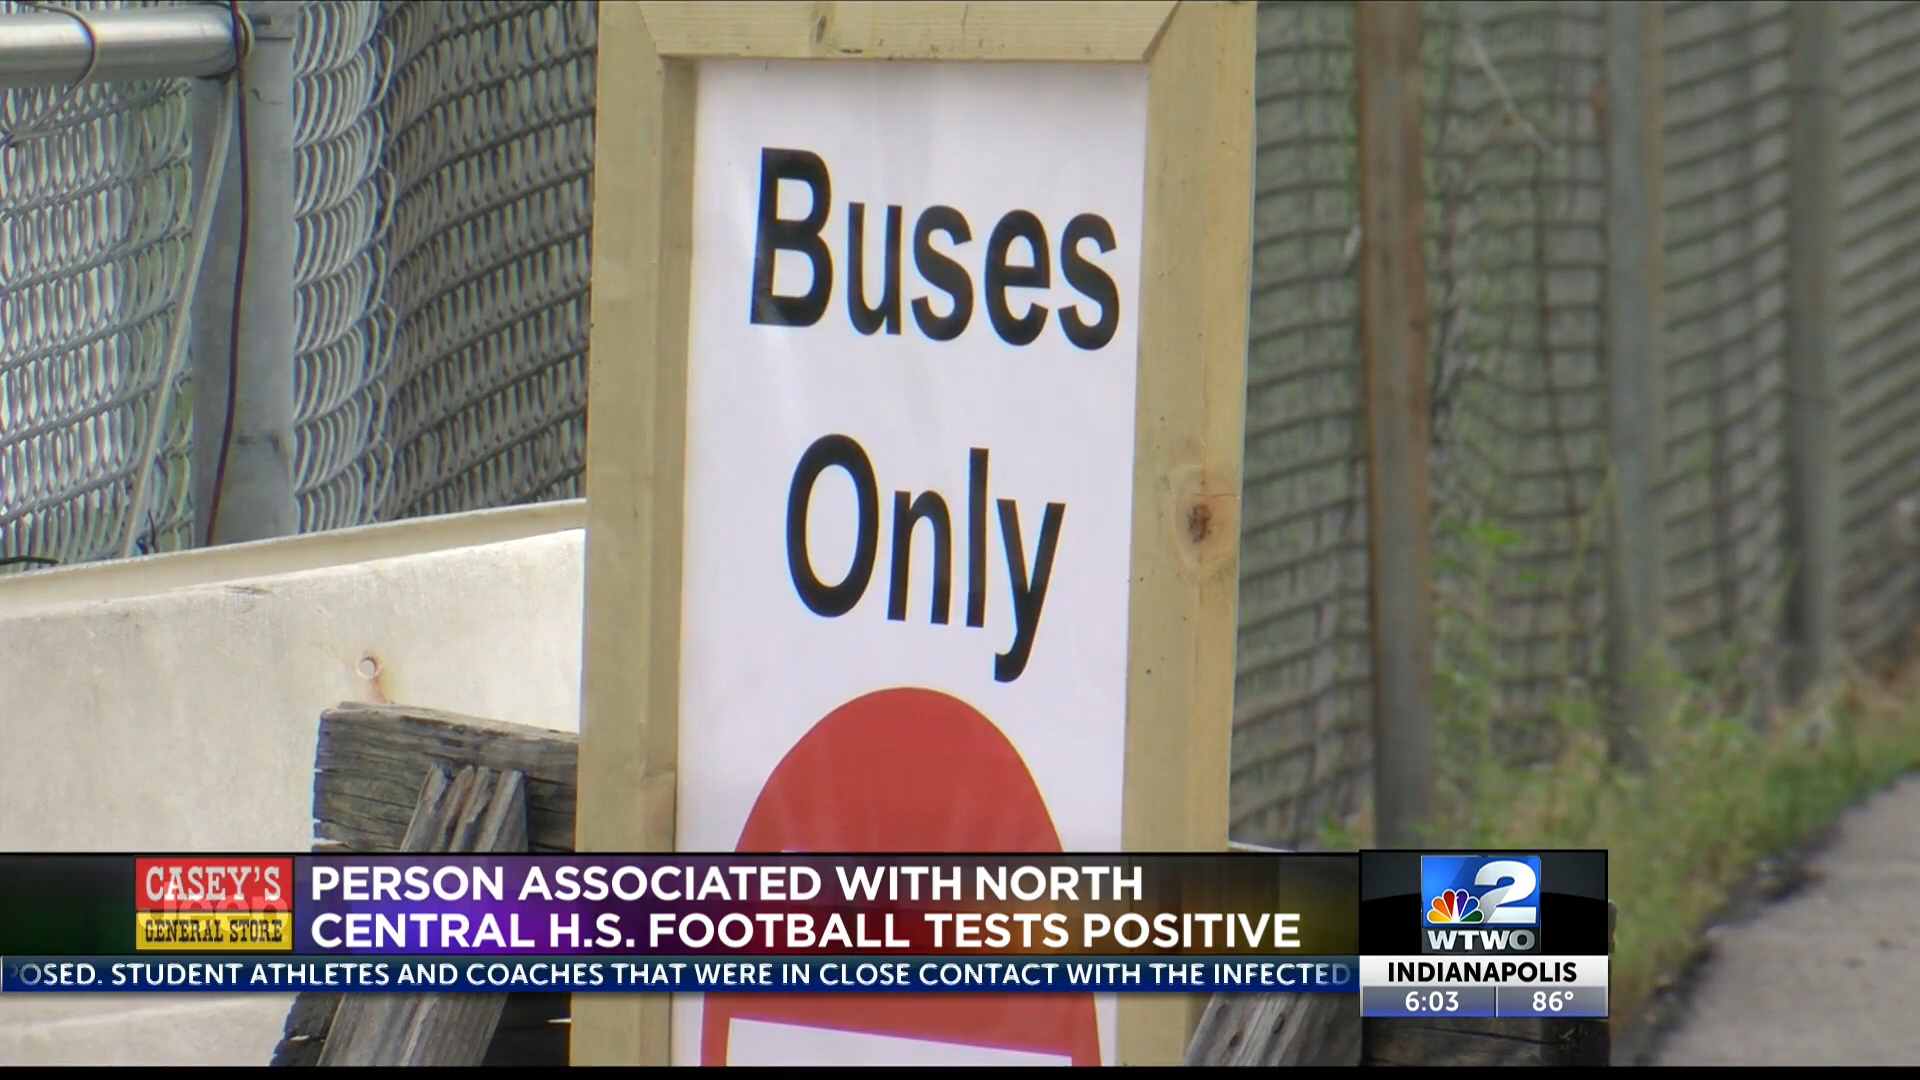 Buses
Only
CASEY'S
GENERAL STORE
PERSON ASSOCIATED WITH NORTH
CENTRAL H.S. FOOTBALL TESTS POSITIVE
OSED. STUDENT ATHLETES AND COACHES THAT WERE IN CLOSE CONTACT WITH THE INFECTED
2
WTWO
INDIANAPOLIS
6:03 86°